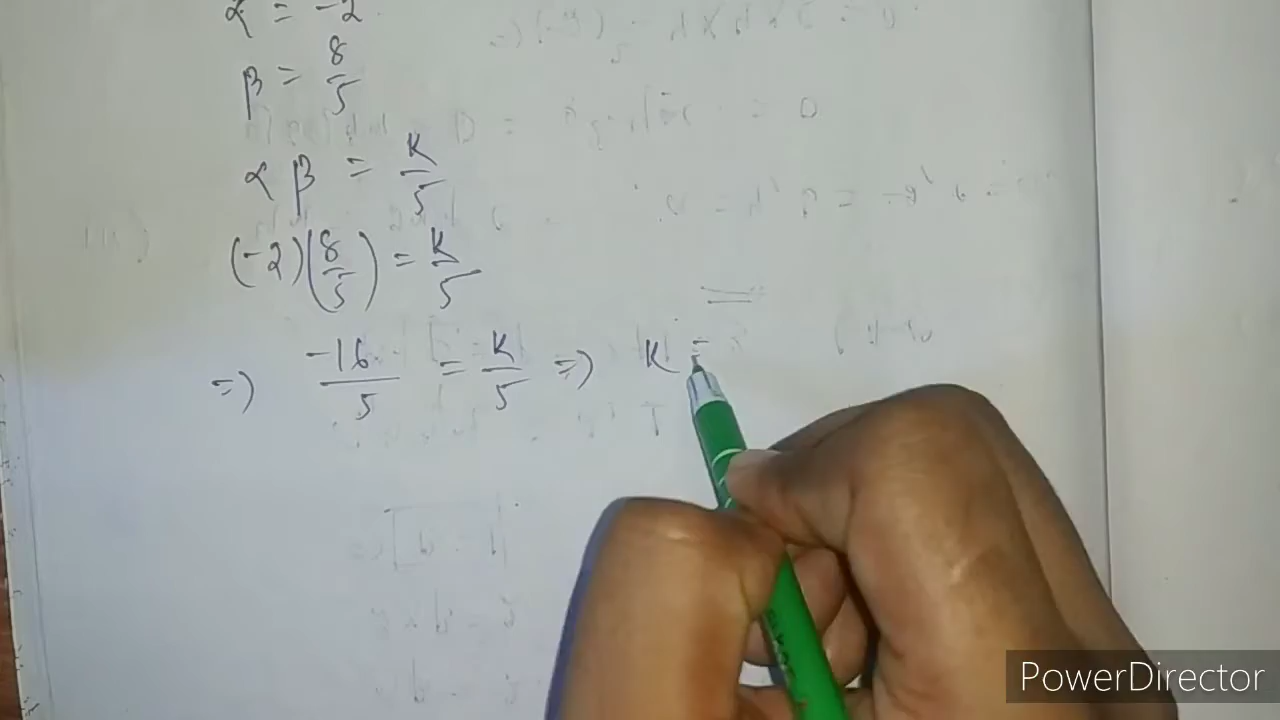 α = -2
β = 8/5
αβ = K/5
(-2)(8/5) = K/5
=) -16/5 = K/5 =) K =
PowerDirector